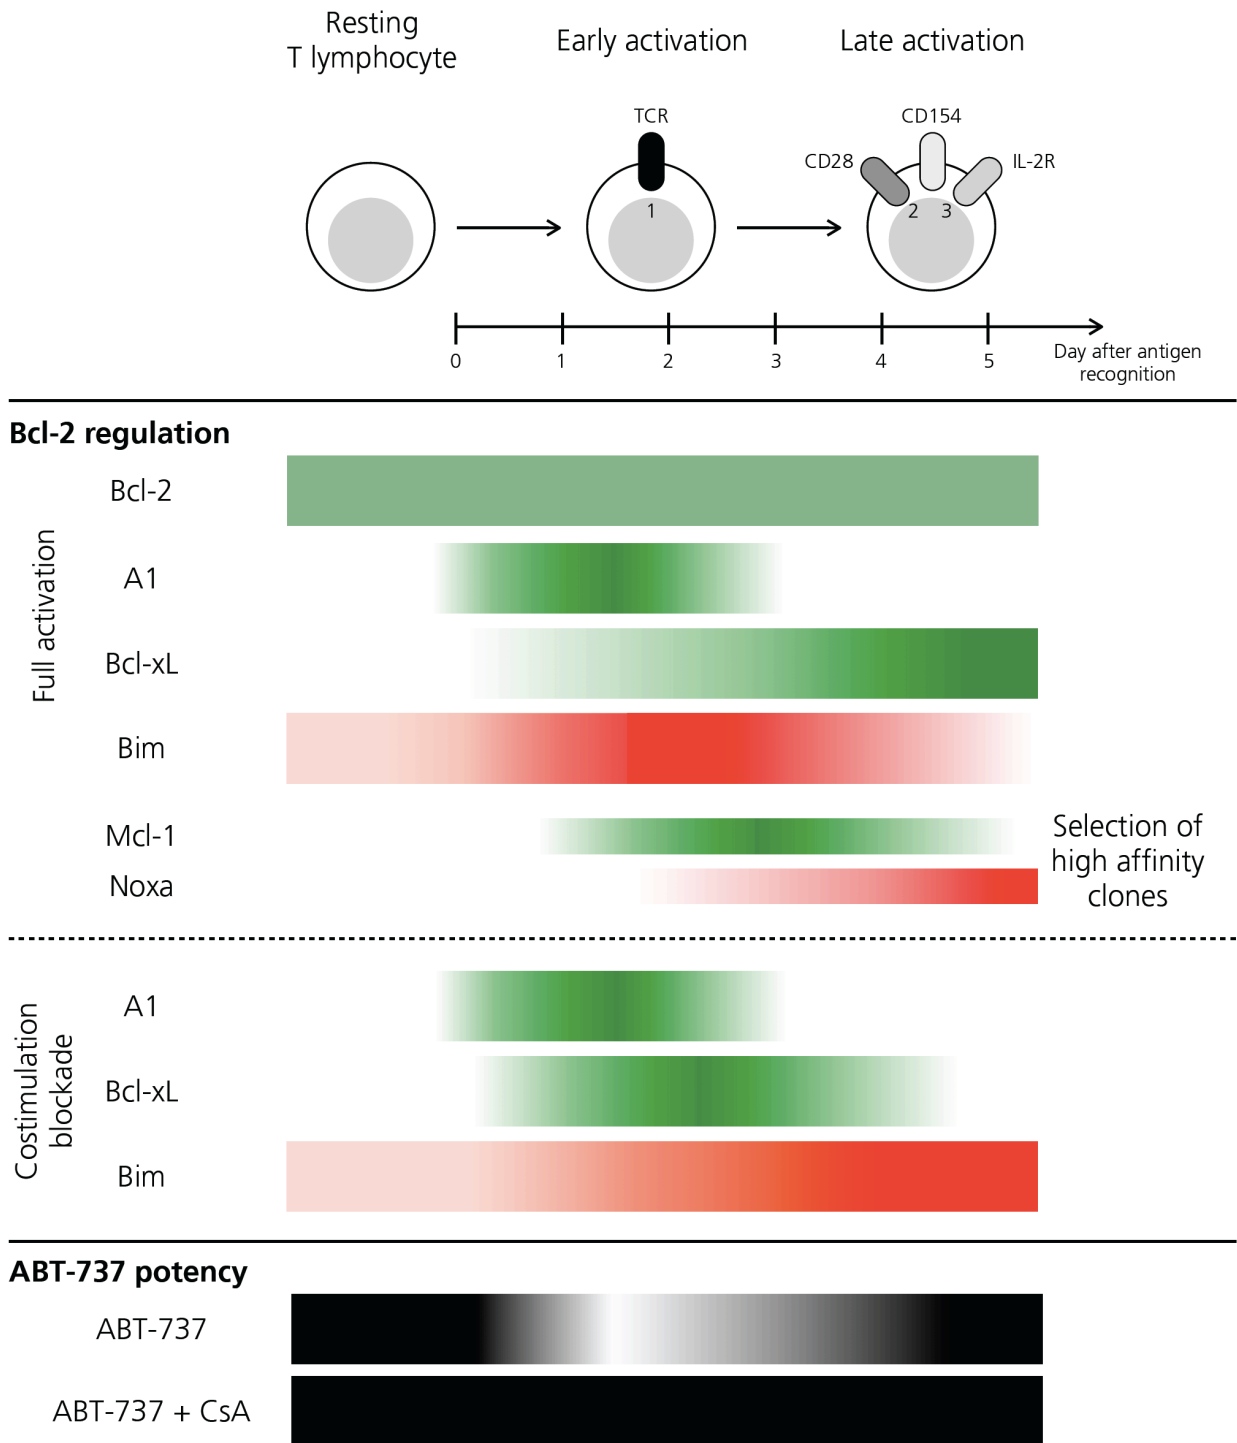 Resting
T lymphocyte
Early activation
Late activation
TCR
CD154
CD28
IL-2R
1
2
3
0
1
2
3
4
5
Day after antigen
recognition
Bcl-2 regulation
Full activation
Bcl-2
A1
Bcl-xL
Bim
Mcl-1
Noxa
Selection of
high affinity
clones
Costimulation
blockade
A1
Bcl-xL
Bim
ABT-737 potency
ABT-737
ABT-737 + CsA